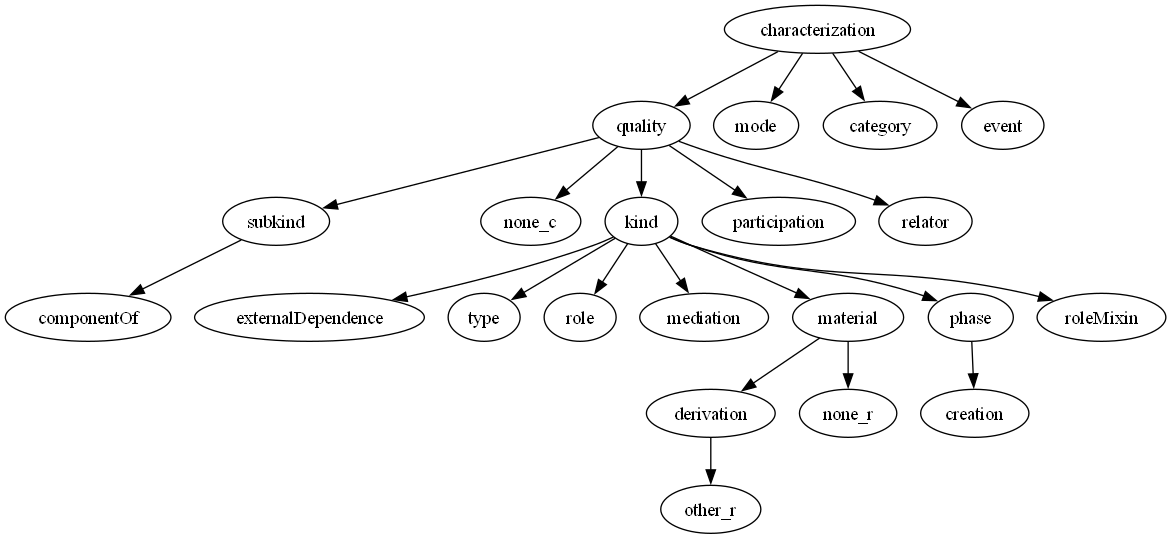 characterization
quality
mode
category
event
subkind
none_c
kind
participation
relator
componentOf
externalDependence
type
role
mediation
material
phase
roleMixin
derivation
none_r
creation
other_r